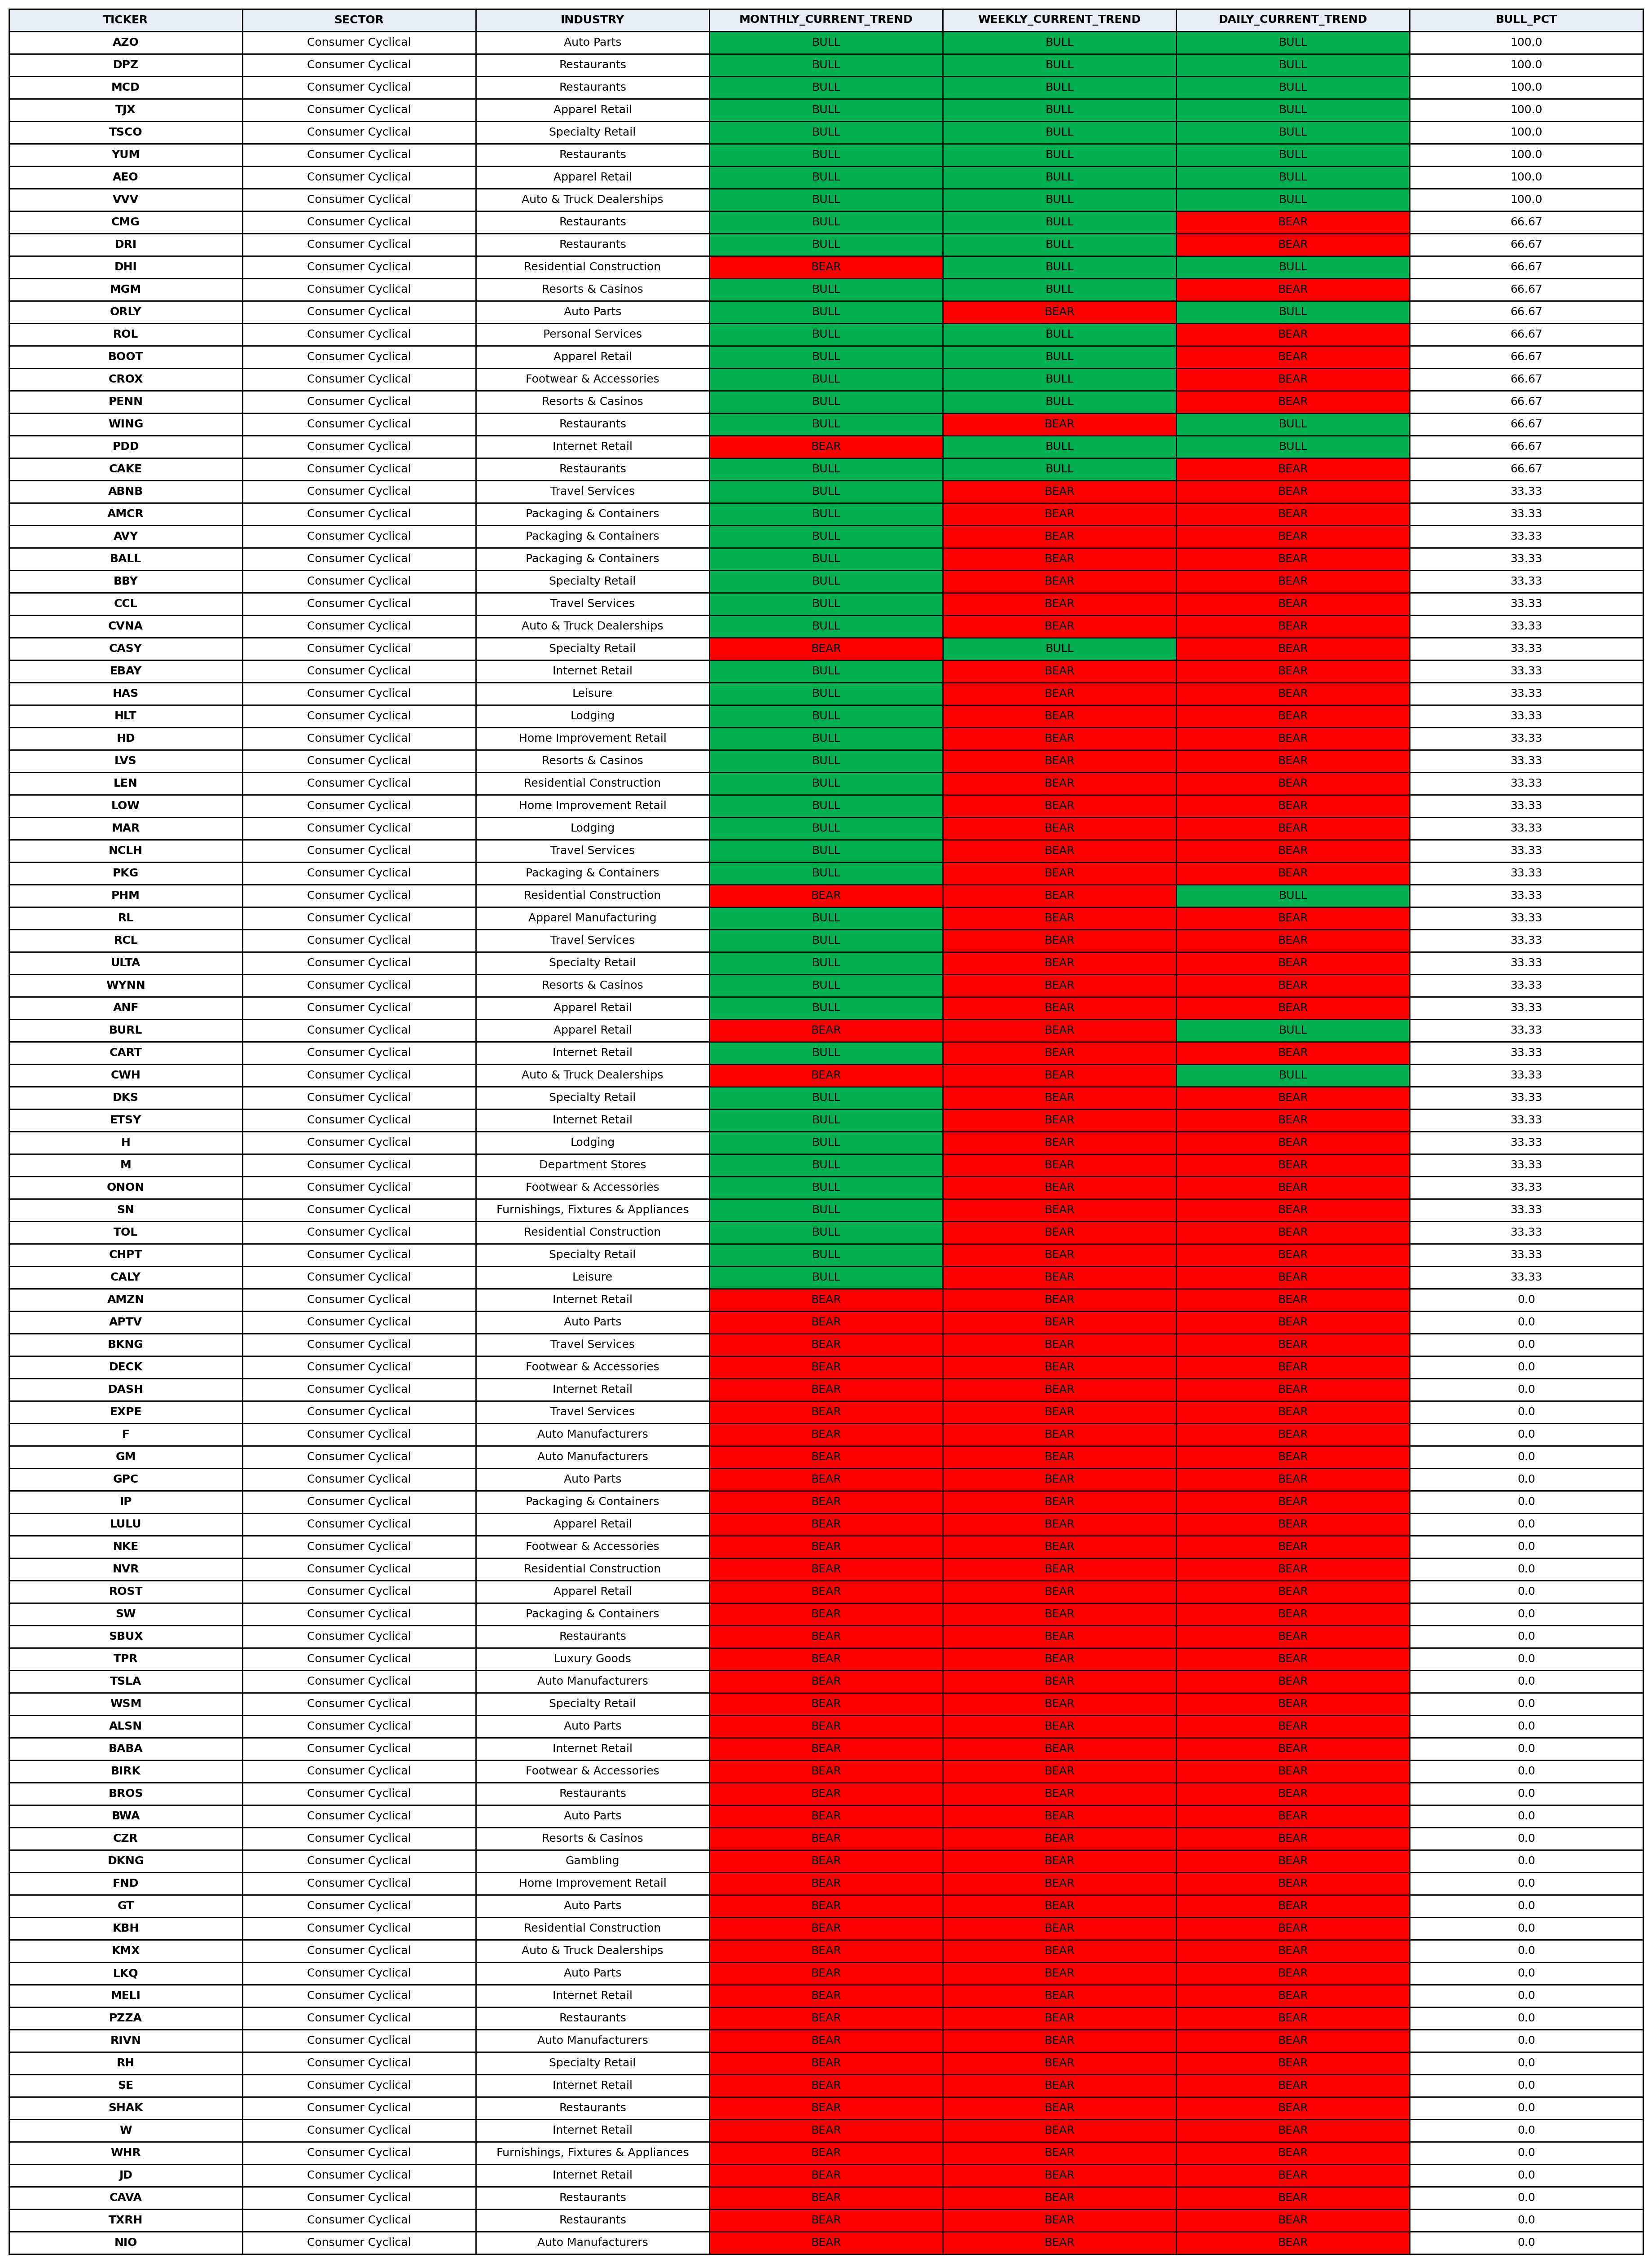 TICKER SECTOR INDUSTRY MONTHLY_CURRENT_TREND WEEKLY_CURRENT_TREND DAILY_CURRENT_TREND BULL_PCT
AZO Consumer Cyclical Auto Parts BULL BULL BULL 100.0
DPZ Consumer Cyclical Restaurants BULL BULL BULL 100.0
MCD Consumer Cyclical Restaurants BULL BULL BULL 100.0
TJX Consumer Cyclical Apparel Retail BULL BULL BULL 100.0
TSCO Consumer Cyclical Specialty Retail BULL BULL BULL 100.0
YUM Consumer Cyclical Restaurants BULL BULL BULL 100.0
AEO Consumer Cyclical Apparel Retail BULL BULL BULL 100.0
VVV Consumer Cyclical Auto & Truck Dealerships BULL BULL BULL 100.0
CMG Consumer Cyclical Restaurants BULL BULL BEAR 66.67
DRI Consumer Cyclical Restaurants BULL BULL BEAR 66.67
DHI Consumer Cyclical Residential Construction BEAR BULL BULL 66.67
MGM Consumer Cyclical Resorts & Casinos BULL BULL BEAR 66.67
ORLY Consumer Cyclical Auto Parts BULL BEAR BULL 66.67
ROL Consumer Cyclical Personal Services BULL BULL BEAR 66.67
BOOT Consumer Cyclical Apparel Retail BULL BULL BEAR 66.67
CROX Consumer Cyclical Footwear & Accessories BULL BULL BEAR 66.67
PENN Consumer Cyclical Resorts & Casinos BULL BULL BEAR 66.67
WING Consumer Cyclical Restaurants BULL BEAR BULL 66.67
PDD Consumer Cyclical Internet Retail BEAR BULL BULL 66.67
CAKE Consumer Cyclical Restaurants BULL BULL BEAR 66.67
ABNB Consumer Cyclical Travel Services BULL BEAR BEAR 33.33
AMCR Consumer Cyclical Packaging & Containers BULL BEAR BEAR 33.33
AVY Consumer Cyclical Packaging & Containers BULL BEAR BEAR 33.33
BALL Consumer Cyclical Packaging & Containers BULL BEAR BEAR 33.33
BBY Consumer Cyclical Specialty Retail BULL BEAR BEAR 33.33
CCL Consumer Cyclical Travel Services BULL BEAR BEAR 33.33
CVNA Consumer Cyclical Auto & Truck Dealerships BULL BEAR BEAR 33.33
CASY Consumer Cyclical Specialty Retail BEAR BULL BEAR 33.33
EBAY Consumer Cyclical Internet Retail BULL BEAR BEAR 33.33
HAS Consumer Cyclical Leisure BULL BEAR BEAR 33.33
HLT Consumer Cyclical Lodging BULL BEAR BEAR 33.33
HD Consumer Cyclical Home Improvement Retail BULL BEAR BEAR 33.33
LVS Consumer Cyclical Resorts & Casinos BULL BEAR BEAR 33.33
LEN Consumer Cyclical Residential Construction BULL BEAR BEAR 33.33
LOW Consumer Cyclical Home Improvement Retail BULL BEAR BEAR 33.33
MAR Consumer Cyclical Lodging BULL BEAR BEAR 33.33
NCLH Consumer Cyclical Travel Services BULL BEAR BEAR 33.33
PKG Consumer Cyclical Packaging & Containers BULL BEAR BEAR 33.33
PHM Consumer Cyclical Residential Construction BEAR BEAR BULL 33.33
RL Consumer Cyclical Apparel Manufacturing BULL BEAR BEAR 33.33
RCL Consumer Cyclical Travel Services BULL BEAR BEAR 33.33
ULTA Consumer Cyclical Specialty Retail BULL BEAR BEAR 33.33
WYNN Consumer Cyclical Resorts & Casinos BULL BEAR BEAR 33.33
ANF Consumer Cyclical Apparel Retail BULL BEAR BEAR 33.33
BURL Consumer Cyclical Apparel Retail BEAR BEAR BULL 33.33
CART Consumer Cyclical Internet Retail BULL BEAR BEAR 33.33
CWH Consumer Cyclical Auto & Truck Dealerships BEAR BEAR BULL 33.33
DKS Consumer Cyclical Specialty Retail BULL BEAR BEAR 33.33
ETSY Consumer Cyclical Internet Retail BULL BEAR BEAR 33.33
H Consumer Cyclical Lodging BULL BEAR BEAR 33.33
M Consumer Cyclical Department Stores BULL BEAR BEAR 33.33
ONON Consumer Cyclical Footwear & Accessories BULL BEAR BEAR 33.33
SN Consumer Cyclical Furnishings, Fixtures & Appliances BULL BEAR BEAR 33.33
TOL Consumer Cyclical Residential Construction BULL BEAR BEAR 33.33
CHPT Consumer Cyclical Specialty Retail BULL BEAR BEAR 33.33
CALY Consumer Cyclical Leisure BULL BEAR BEAR 33.33
AMZN Consumer Cyclical Internet Retail BEAR BEAR BEAR 0.0
APTV Consumer Cyclical Auto Parts BEAR BEAR BEAR 0.0
BKNG Consumer Cyclical Travel Services BEAR BEAR BEAR 0.0
DECK Consumer Cyclical Footwear & Accessories BEAR BEAR BEAR 0.0
DASH Consumer Cyclical Internet Retail BEAR BEAR BEAR 0.0
EXPE Consumer Cyclical Travel Services BEAR BEAR BEAR 0.0
F Consumer Cyclical Auto Manufacturers BEAR BEAR BEAR 0.0
GM Consumer Cyclical Auto Manufacturers BEAR BEAR BEAR 0.0
GPC Consumer Cyclical Auto Parts BEAR BEAR BEAR 0.0
IP Consumer Cyclical Packaging & Containers BEAR BEAR BEAR 0.0
LULU Consumer Cyclical Apparel Retail BEAR BEAR BEAR 0.0
NKE Consumer Cyclical Footwear & Accessories BEAR BEAR BEAR 0.0
NVR Consumer Cyclical Residential Construction BEAR BEAR BEAR 0.0
ROST Consumer Cyclical Apparel Retail BEAR BEAR BEAR 0.0
SW Consumer Cyclical Packaging & Containers BEAR BEAR BEAR 0.0
SBUX Consumer Cyclical Restaurants BEAR BEAR BEAR 0.0
TPR Consumer Cyclical Luxury Goods BEAR BEAR BEAR 0.0
TSLA Consumer Cyclical Auto Manufacturers BEAR BEAR BEAR 0.0
WSM Consumer Cyclical Specialty Retail BEAR BEAR BEAR 0.0
ALSN Consumer Cyclical Auto Parts BEAR BEAR BEAR 0.0
BABA Consumer Cyclical Internet Retail BEAR BEAR BEAR 0.0
BIRK Consumer Cyclical Footwear & Accessories BEAR BEAR BEAR 0.0
BROS Consumer Cyclical Restaurants BEAR BEAR BEAR 0.0
BWA Consumer Cyclical Auto Parts BEAR BEAR BEAR 0.0
CZR Consumer Cyclical Resorts & Casinos BEAR BEAR BEAR 0.0
DKNG Consumer Cyclical Gambling BEAR BEAR BEAR 0.0
FND Consumer Cyclical Home Improvement Retail BEAR BEAR BEAR 0.0
GT Consumer Cyclical Auto Parts BEAR BEAR BEAR 0.0
KBH Consumer Cyclical Residential Construction BEAR BEAR BEAR 0.0
KMX Consumer Cyclical Auto & Truck Dealerships BEAR BEAR BEAR 0.0
LKQ Consumer Cyclical Auto Parts BEAR BEAR BEAR 0.0
MELI Consumer Cyclical Internet Retail BEAR BEAR BEAR 0.0
PZZA Consumer Cyclical Restaurants BEAR BEAR BEAR 0.0
RIVN Consumer Cyclical Auto Manufacturers BEAR BEAR BEAR 0.0
RH Consumer Cyclical Specialty Retail BEAR BEAR BEAR 0.0
SE Consumer Cyclical Internet Retail BEAR BEAR BEAR 0.0
SHAK Consumer Cyclical Restaurants BEAR BEAR BEAR 0.0
W Consumer Cyclical Internet Retail BEAR BEAR BEAR 0.0
WHR Consumer Cyclical Furnishings, Fixtures & Appliances BEAR BEAR BEAR 0.0
JD Consumer Cyclical Internet Retail BEAR BEAR BEAR 0.0
CAVA Consumer Cyclical Restaurants BEAR BEAR BEAR 0.0
TXRH Consumer Cyclical Restaurants BEAR BEAR BEAR 0.0
NIO Consumer Cyclical Auto Manufacturers BEAR BEAR BEAR 0.0